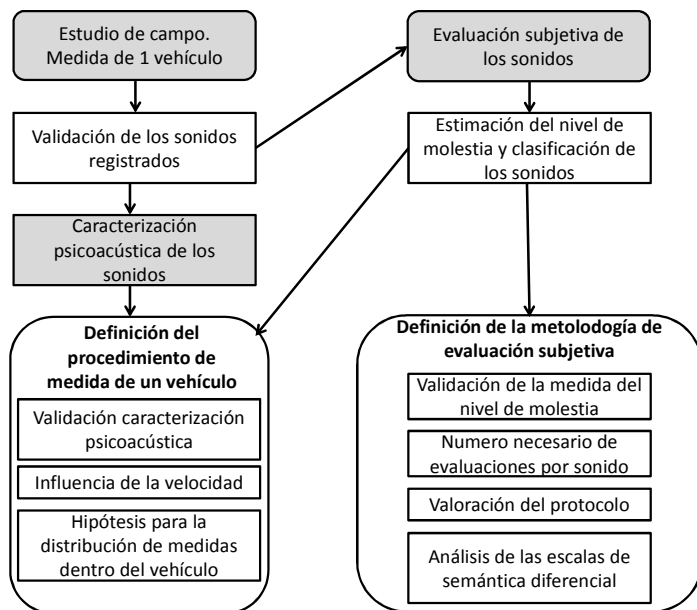 Estudio de campo.
Medida de 1 vehículo
Validación de los sonidos
registrados
Caracterización
psicoacústica de los
sonidos
Definición del
procedimiento de
medida de un vehículo
Validación caracterización
psicoacústica
Influencia de la velocidad
Hipótesis para la
distribución de medidas
dentro del vehículo
Evaluación subjetiva de
los sonidos
Estimación del nivel de
molestia y clasificación de
los sonidos
Definición de la metolodogía de
evaluación subjetiva
Validación de la medida del
nivel de molestia
Numero necesario de
evaluaciones por sonido
Valoración del protocolo
Análisis de las escalas de
semántica diferencial